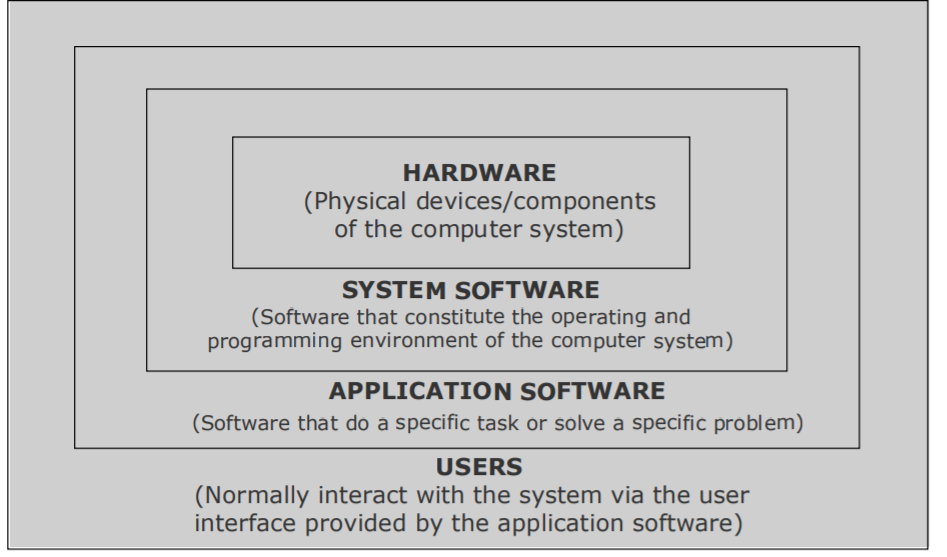 HARDWARE
(Physical devices/components
of the computer system)
SYSTEM SOFTWARE
(Software that constitute the operating and
programming environment of the computer system)
APPLICATION SOFTWARE
(Software that do a specific task or solve a specific problem)
USERS
(Normally interact with the system via the user
interface provided by the application software)